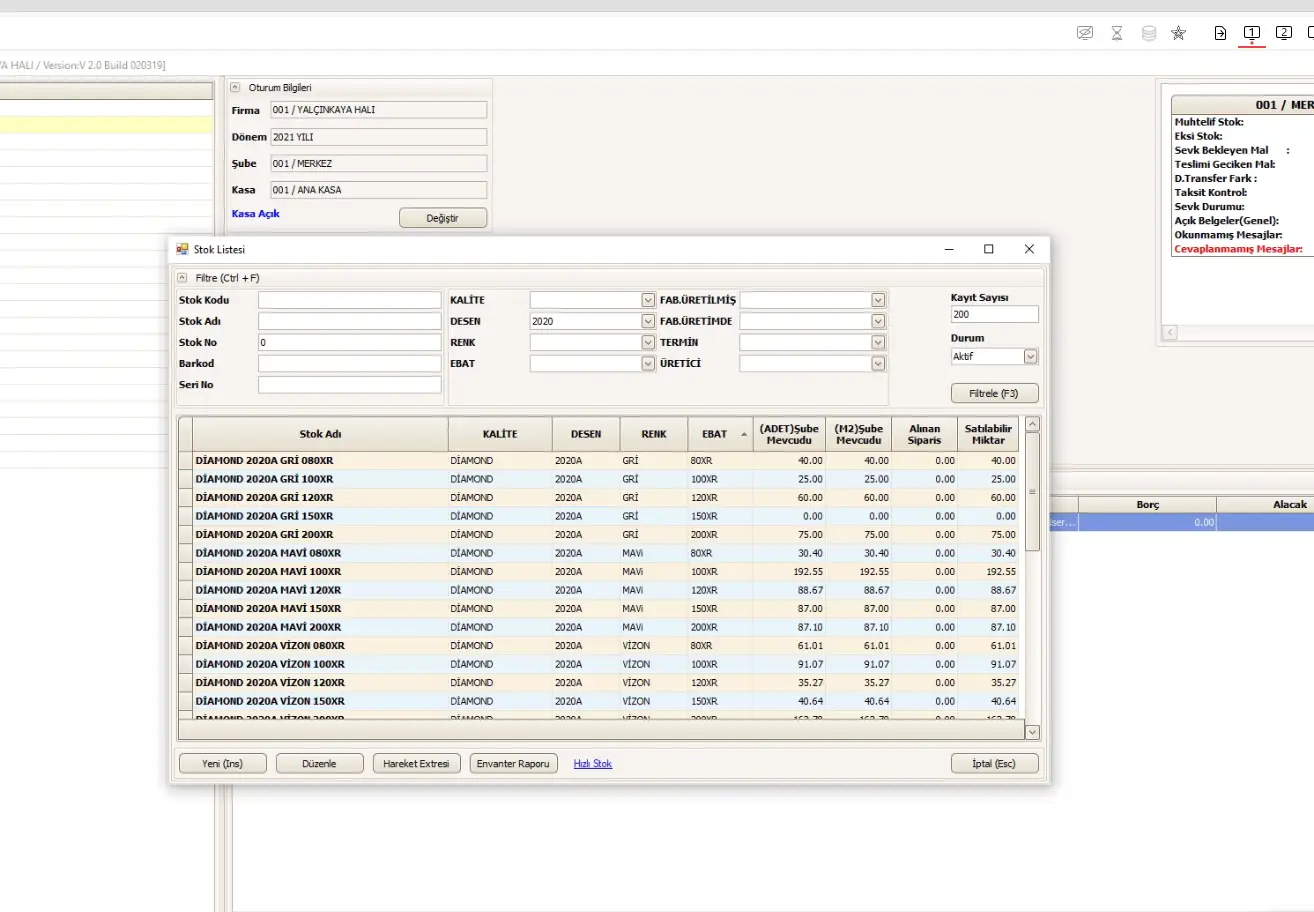 1 2
YA HALI / Version:V 2.0 Build 020319]
Oturum Bilgileri
Firma 001 / YALÇINKAYA HALI
Dönem 2021 YILI
Şube 001 / MERKEZ
Kasa 001 / ANA KASA
Kasa Açık Değiştir
001 / MER
Muhtelif Stok:
Eksi Stok:
Sevk Bekleyen Mal :
Teslimi Geciken Mal:
D.Transfer Fark :
Taksit Kontrol:
Sevk Durumu:
Açık Belgeler(Genel):
Okunmamış Mesajlar:
Cevaplanmamış Mesajlar:
Stok Listesi
Filtre (Ctrl + F)
Stok Kodu KALİTE FAB.ÜRETİLMİŞ Kayıt Sayısı
Stok Adı DESEN 2020 FAB.ÜRETİMDE 200
Stok No 0 RENK TERMİN Durum
Barkod EBAT ÜRETİCİ Aktif
Seri No Filtrele (F3)
Stok Adı KALİTE DESEN RENK EBAT (ADET)Şube Mevcudu (M2)Şube Mevcudu Alınan Siparis Satılabilir Miktar
DİAMOND 2020A GRİ 080XR DİAMOND 2020A GRİ 80XR 40.00 40.00 0.00 40.00
DİAMOND 2020A GRİ 100XR DİAMOND 2020A GRİ 100XR 25.00 25.00 0.00 25.00
DİAMOND 2020A GRİ 120XR DİAMOND 2020A GRİ 120XR 60.00 60.00 0.00 60.00
DİAMOND 2020A GRİ 150XR DİAMOND 2020A GRİ 150XR 0.00 0.00 0.00 0.00
DİAMOND 2020A GRİ 200XR DİAMOND 2020A GRİ 200XR 75.00 75.00 0.00 75.00
DİAMOND 2020A MAVİ 080XR DİAMOND 2020A MAVi 80XR 30.40 30.40 0.00 30.40
DİAMOND 2020A MAVİ 100XR DİAMOND 2020A MAVi 100XR 192.55 192.55 0.00 192.55
DİAMOND 2020A MAVİ 120XR DİAMOND 2020A MAVi 120XR 88.67 88.67 0.00 88.67
DİAMOND 2020A MAVİ 150XR DİAMOND 2020A MAVi 150XR 87.00 87.00 0.00 87.00
DİAMOND 2020A MAVİ 200XR DİAMOND 2020A MAVi 200XR 87.10 87.10 0.00 87.10
DİAMOND 2020A VİZON 080XR DİAMOND 2020A VİZON 80XR 61.01 61.01 0.00 61.01
DİAMOND 2020A VİZON 100XR DİAMOND 2020A VİZON 100XR 91.07 91.07 0.00 91.07
DİAMOND 2020A VİZON 120XR DİAMOND 2020A VİZON 120XR 35.27 35.27 0.00 35.27
DİAMOND 2020A VİZON 150XR DİAMOND 2020A VİZON 150XR 40.64 40.64 0.00 40.64
DİAMOND 2020A VİZON 200XR DİAMOND 2020A VİZON 200XR 0.00
Yeni (Ins) Düzenle Hareket Extresi Envanter Raporu Hızlı Stok İptal (Esc)
Borç Alacak
iser... 0.00